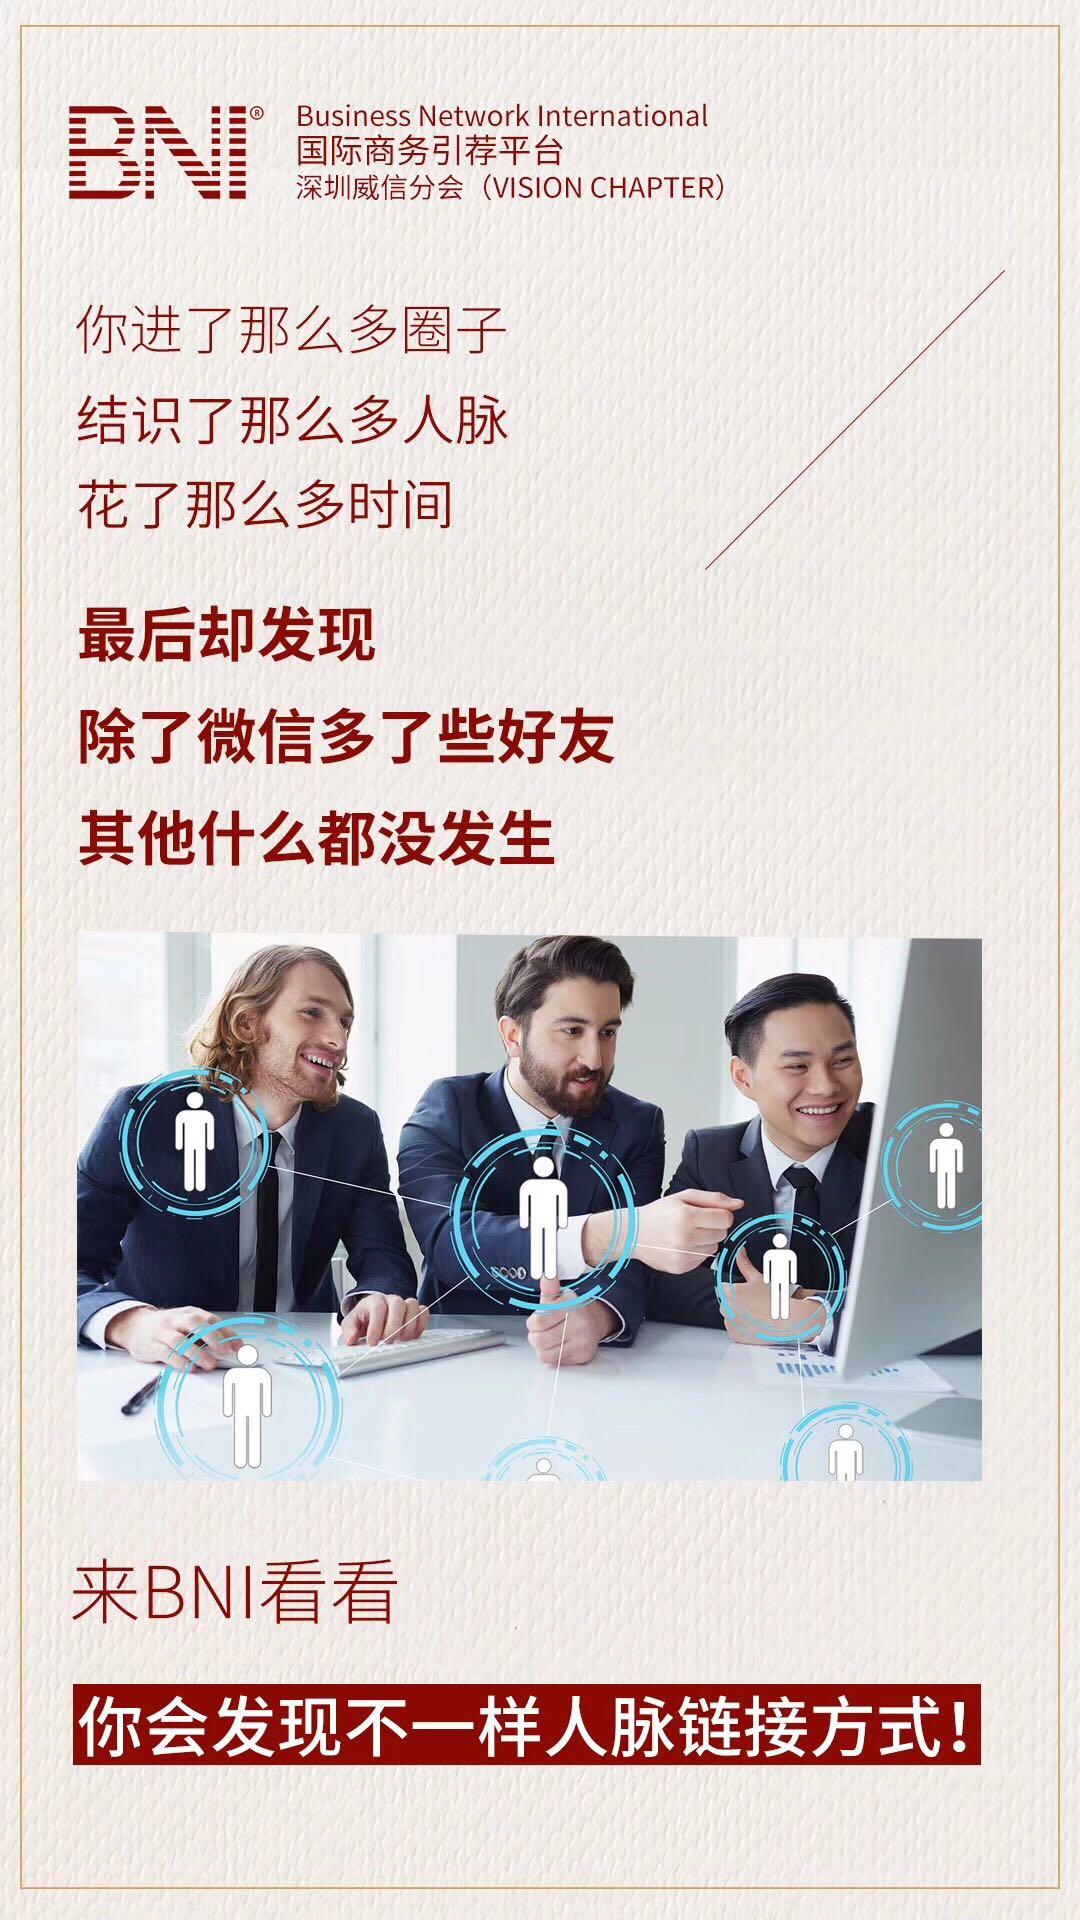 BNI®
Business Network International
国际商务引荐平台
深圳威信分会（VISION CHAPTER）
你进了那么多圈子
结识了那么多人脉
花了那么多时间
最后却发现
除了微信多了些好友
其他什么都没发生
来BNI看看
你会发现不一样人脉链接方式！